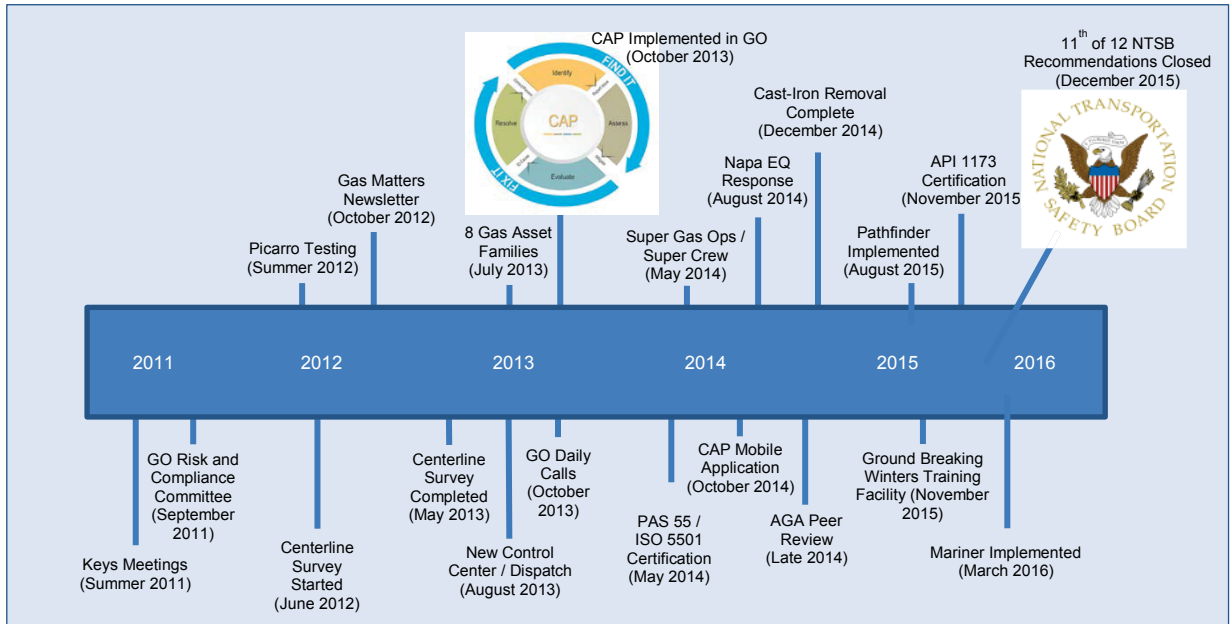 CAP Implemented in GO
(October 2013)
11th of 12 NTSB
Recommendations Closed
(December 2015)
FIND IT
FIX IT
Identify
Assess
Evaluate
Resolve
CAP
NATIONAL TRANSPORTATION
SAFETY BOARD
Cast-Iron Removal
Complete
(December 2014)
Gas Matters
Newsletter
(October 2012)
Napa EQ
Response
(August 2014)
API 1173
Certification
(November 2015
Picarro Testing
(Summer 2012)
8 Gas Asset
Families
(July 2013)
Super Gas Ops /
Super Crew
(May 2014)
Pathfinder
Implemented
(August 2015)
2011
2012
2013
2014
2015
2016
GO Risk and
Compliance
Committee
(September
2011)
Centerline
Survey
Completed
(May 2013)
GO Daily
Calls
(October
2013)
CAP Mobile
Application
(October 2014)
Ground Breaking
Winters Training
Facility (November
2015)
Keys Meetings
(Summer 2011)
Centerline
Survey
Started
(June 2012)
New Control
Center / Dispatch
(August 2013)
PAS 55 /
ISO 5501
Certification
(May 2014)
AGA Peer
Review
(Late 2014)
Mariner Implemented
(March 2016)